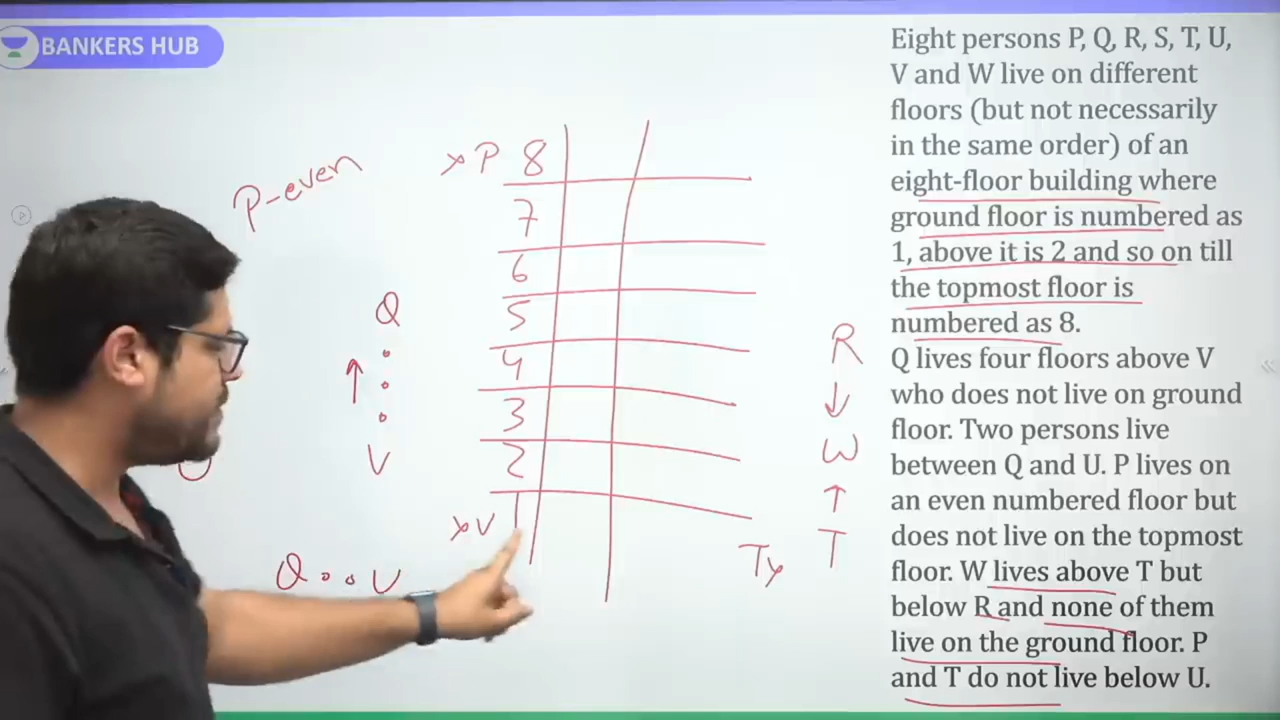 BANKERS HUB
Eight persons P, Q, R, S, T, U,
V and W live on different
floors (but not necessarily
in the same order) of an
eight-floor building where
ground floor is numbered as
1, above it is 2 and so on till
the topmost floor is
numbered as 8.
Q lives four floors above V
who does not live on ground
floor. Two persons live
between Q and U. P lives on
an even numbered floor but
does not live on the topmost
floor. W lives above T but
below R and none of them
live on the ground floor. P
and T do not live below U.
P-even
xP 8
7
6
5
4
3
2
xV 1
Q
V
Q..U
R
W
T
Tx